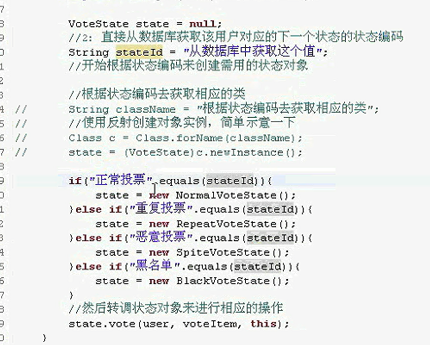 VoteState state = null;
//2: 直接从数据库获取该用户对应的下一个状态的状态编码
String stateId = "从数据库中获取这个值";
//开始根据状态编码来创建需用的状态对象
//根据状态编码去获取相应的类
// String className = "根据状态编码去获取相应的类";
// //使用反射创建对象实例，简单示意一下
// Class c = Class.forName(className);
// state = (VoteState)c.newInstance();
if("正常投票".equals(stateId)){
state = new NormalVoteState();
}else if("重复投票".equals(stateId)){
state = new RepeatVoteState();
}else if("恶意投票".equals(stateId)){
state = new SpiteVoteState();
}else if("黑名单".equals(stateId)){
state = new BlackVoteState();
}
//然后转调状态对象来进行相应的操作
state.vote(user, voteItem, this);
}